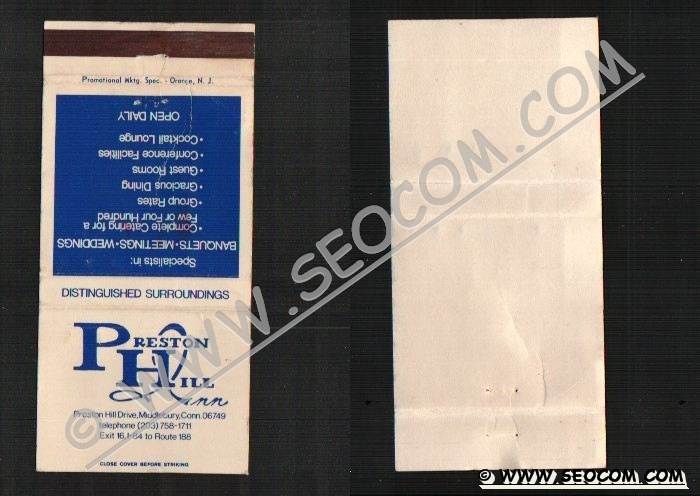 Promotional Mktg. Spec. - Orange, N. J.
Specialists in:
BANQUETS • MEETINGS • WEDDINGS
• Complete Catering for a
Few or Four Hundred
• Group Rates
• Gracious Dining
• Guest Rooms
• Conference Facilities
• Cocktail Lounge
OPEN DAILY
DISTINGUISHED SURROUNDINGS
PRESTON
HILL
Inn
Preston Hill Drive, Middlebury, Conn. 06749
telephone (203) 758-1711
Exit 16, I-84 to Route 188
CLOSE COVER BEFORE STRIKING
© WWW.SEOCOM.COM
© WWW.SEOCOM.COM